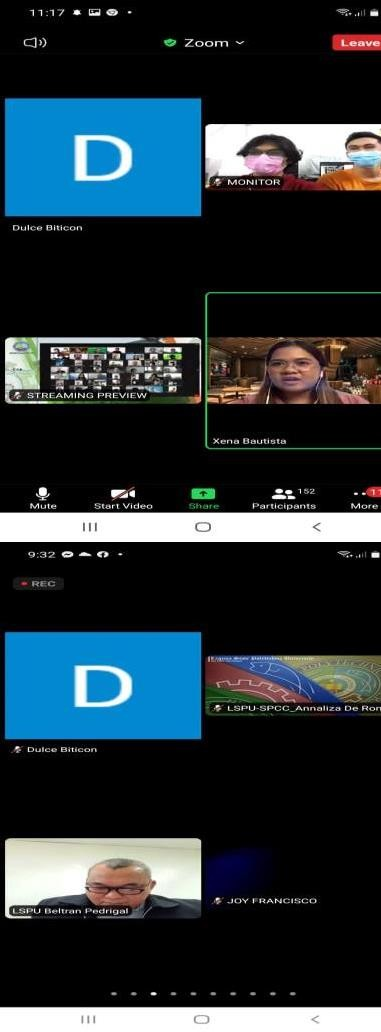 11:17
Zoom
Leave
D
MONITOR
Dulce Biticon
STREAMING PREVIEW
Xena Bautista
152
11
Mute
Start Video
Share
Participants
More
9:32
REC
D
LSPU-SPCC_Annaliza De Ron
Dulce Biticon
LSPU Beltran Pedrigal
JOY FRANCISCO